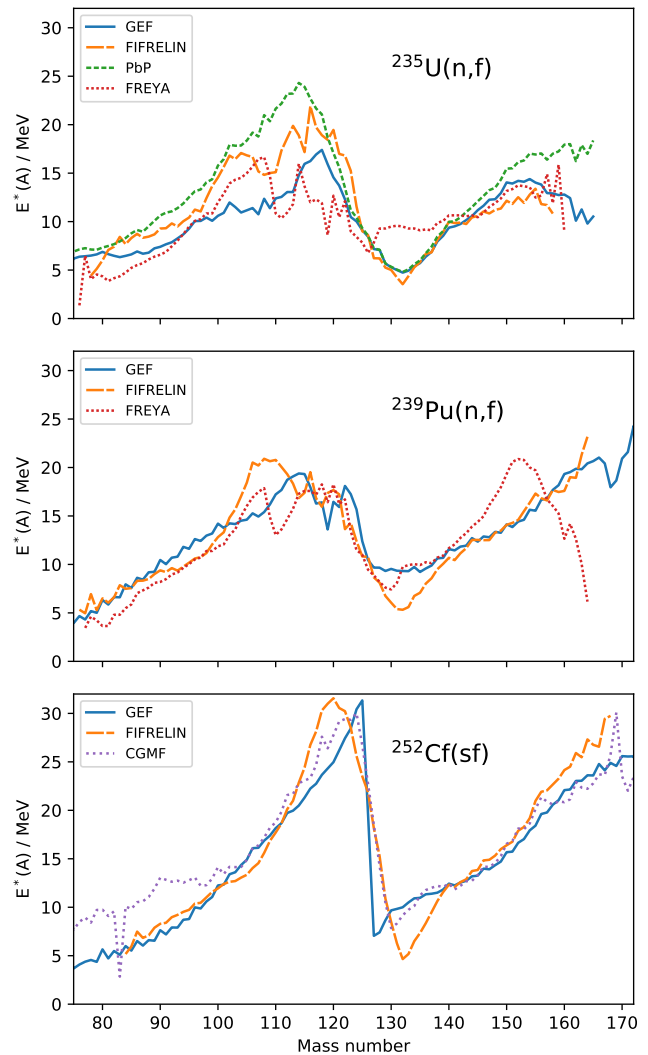 30
25
20
15
10
5
0
E*(A) / MeV
GEF
FIFRELIN
PbP
FREYA
²³⁵U(n,f)
30
25
20
15
10
5
0
E*(A) / MeV
GEF
FIFRELIN
FREYA
²³⁹Pu(n,f)
30
25
20
15
10
5
0
E*(A) / MeV
GEF
FIFRELIN
CGMF
²⁵²Cf(sf)
80 90 100 110 120 130 140 150 160 170
Mass number